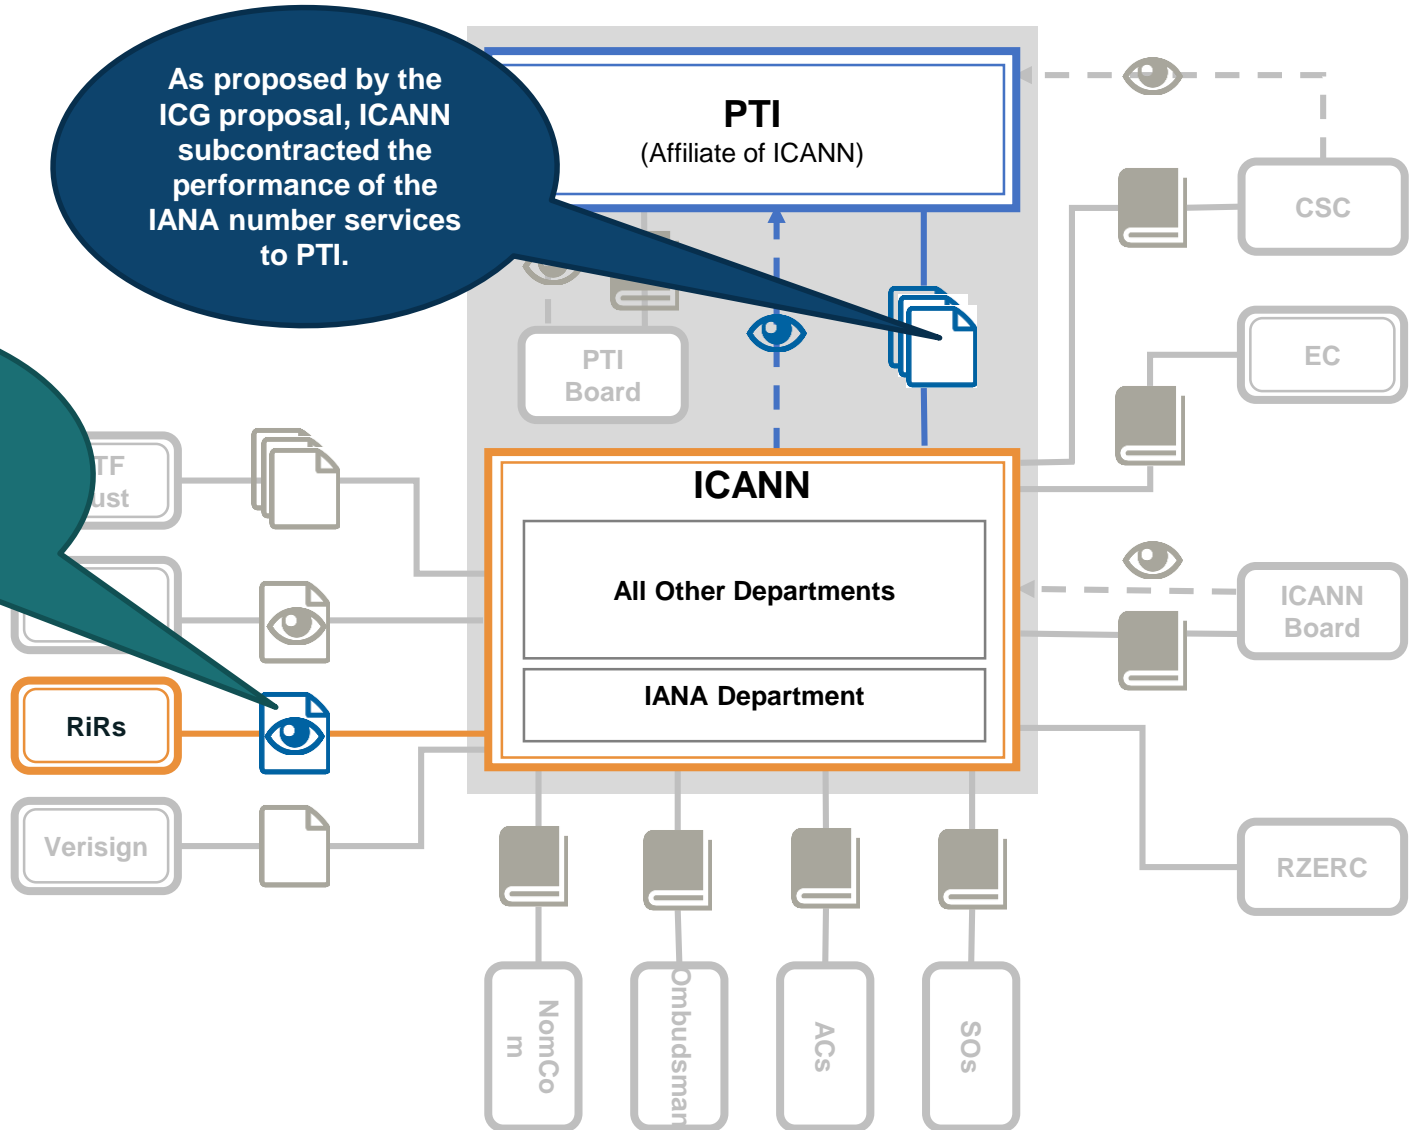 As proposed by the
ICG proposal, ICANN
subcontracted the
performance of the
IANA number services
to PTI.
PTI
(Affiliate of ICANN)
CSC
EC
PTI
Board
TF
ust
ICANN
All Other Departments
IANA Department
ICANN
Board
RiRs
Verisign
RZERC
NomCo
m
Ombudsman
ACs
SOs